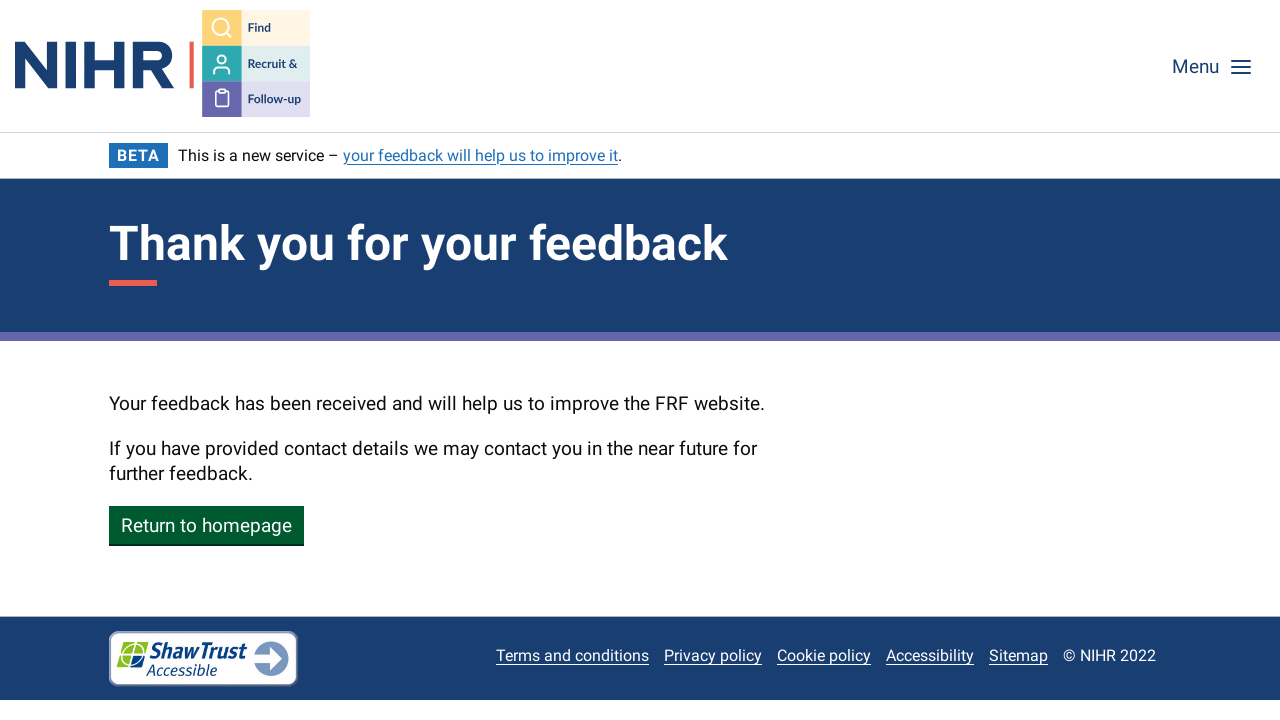 NIHR
Find
Recruit &
Follow-up
Menu
BETA This is a new service – your feedback will help us to improve it.
Thank you for your feedback
Your feedback has been received and will help us to improve the FRF website.
If you have provided contact details we may contact you in the near future for
further feedback.
Return to homepage
Shaw Trust
Accessible
Terms and conditions Privacy policy Cookie policy Accessibility Sitemap © NIHR 2022